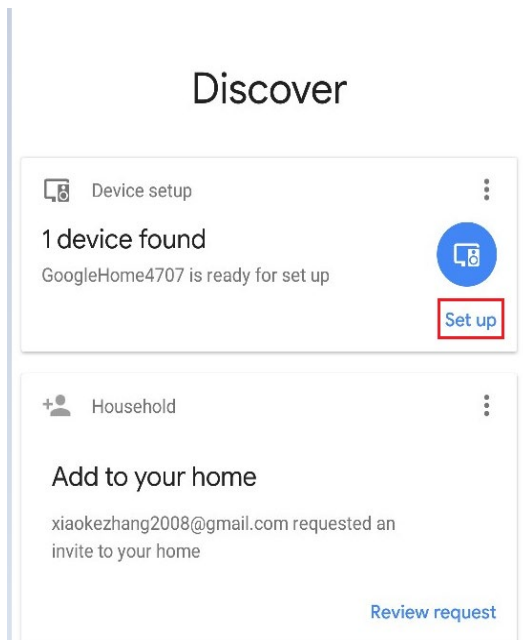 Discover
Device setup
1 device found
GoogleHome4707 is ready for set up
Set up
Household
Add to your home
xiaokezhang2008@gmail.com requested an
invite to your home
Review request